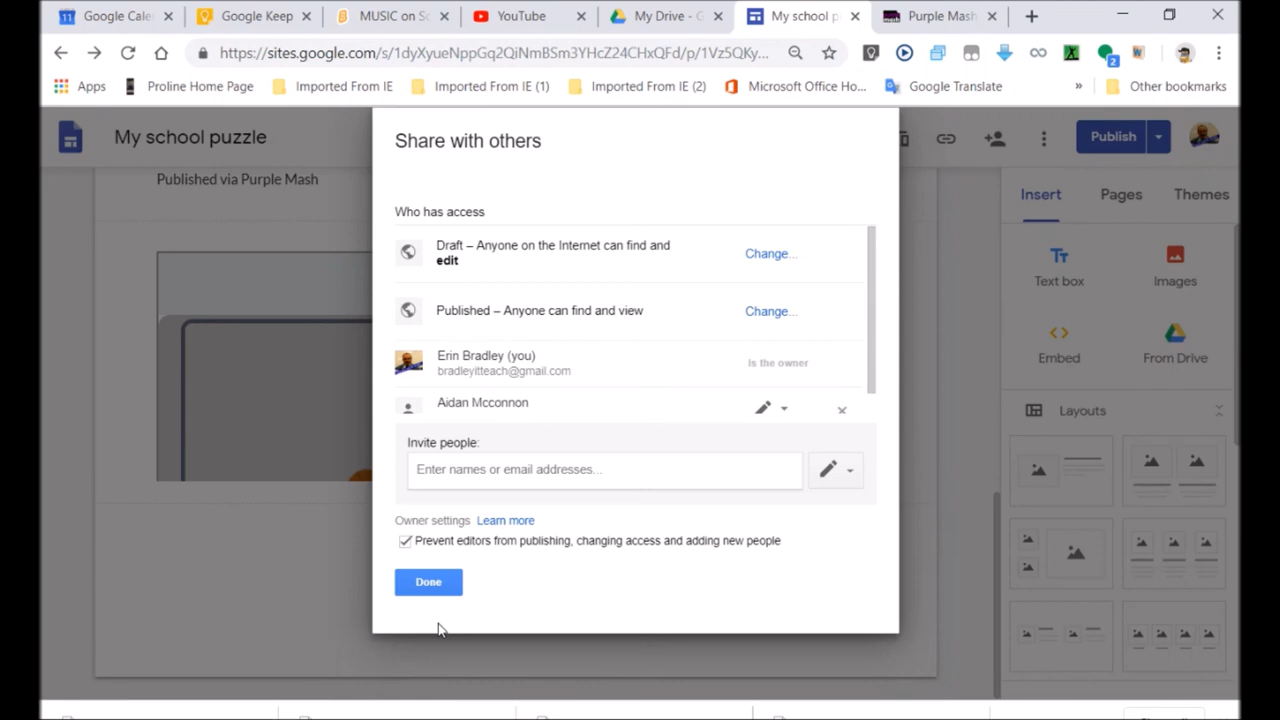 Google Cale
Google Keep
MUSIC on Sc
YouTube
My Drive - G
My school p
Purple Mash
https://sites.google.com/s/1dyXyueNppGq2QiNmBSm3YHcZ24CHxQFd/p/1Vz5QKy...
2
Apps
Proline Home Page
Imported From IE
Imported From IE (1)
Imported From IE (2)
Microsoft Office Ho...
Google Translate
»
Other bookmarks
My school puzzle
Publish
Published via Purple Mash
Share with others
Who has access
Draft – Anyone on the Internet can find and
edit
Change...
Published – Anyone can find and view
Change...
Erin Bradley (you)
bradleyitteach@gmail.com
Is the owner
Aidan Mcconnon
Invite people:
Enter names or email addresses...
Owner settings Learn more
Prevent editors from publishing, changing access and adding new people
Done
Insert
Pages
Themes
Text box
Images
Embed
From Drive
Layouts